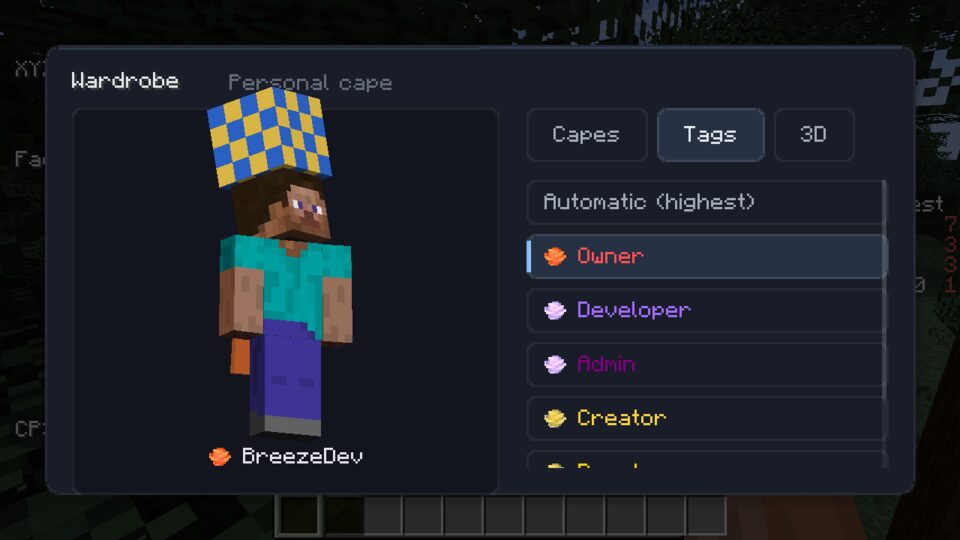 Wardrobe
Personal cape
Capes
Tags
3D
Automatic (highest)
Owner
Developer
Admin
Creator
BreezeDev